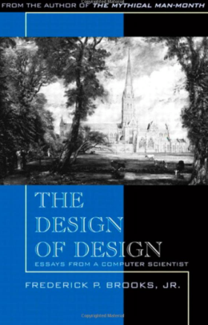 FROM THE AUTHOR OF THE MYTHICAL MAN-MONTH
THE
DESIGN
OF DESIGN
ESSAYS FROM A COMPUTER SCIENTIST
FREDERICK P. BROOKS, JR.